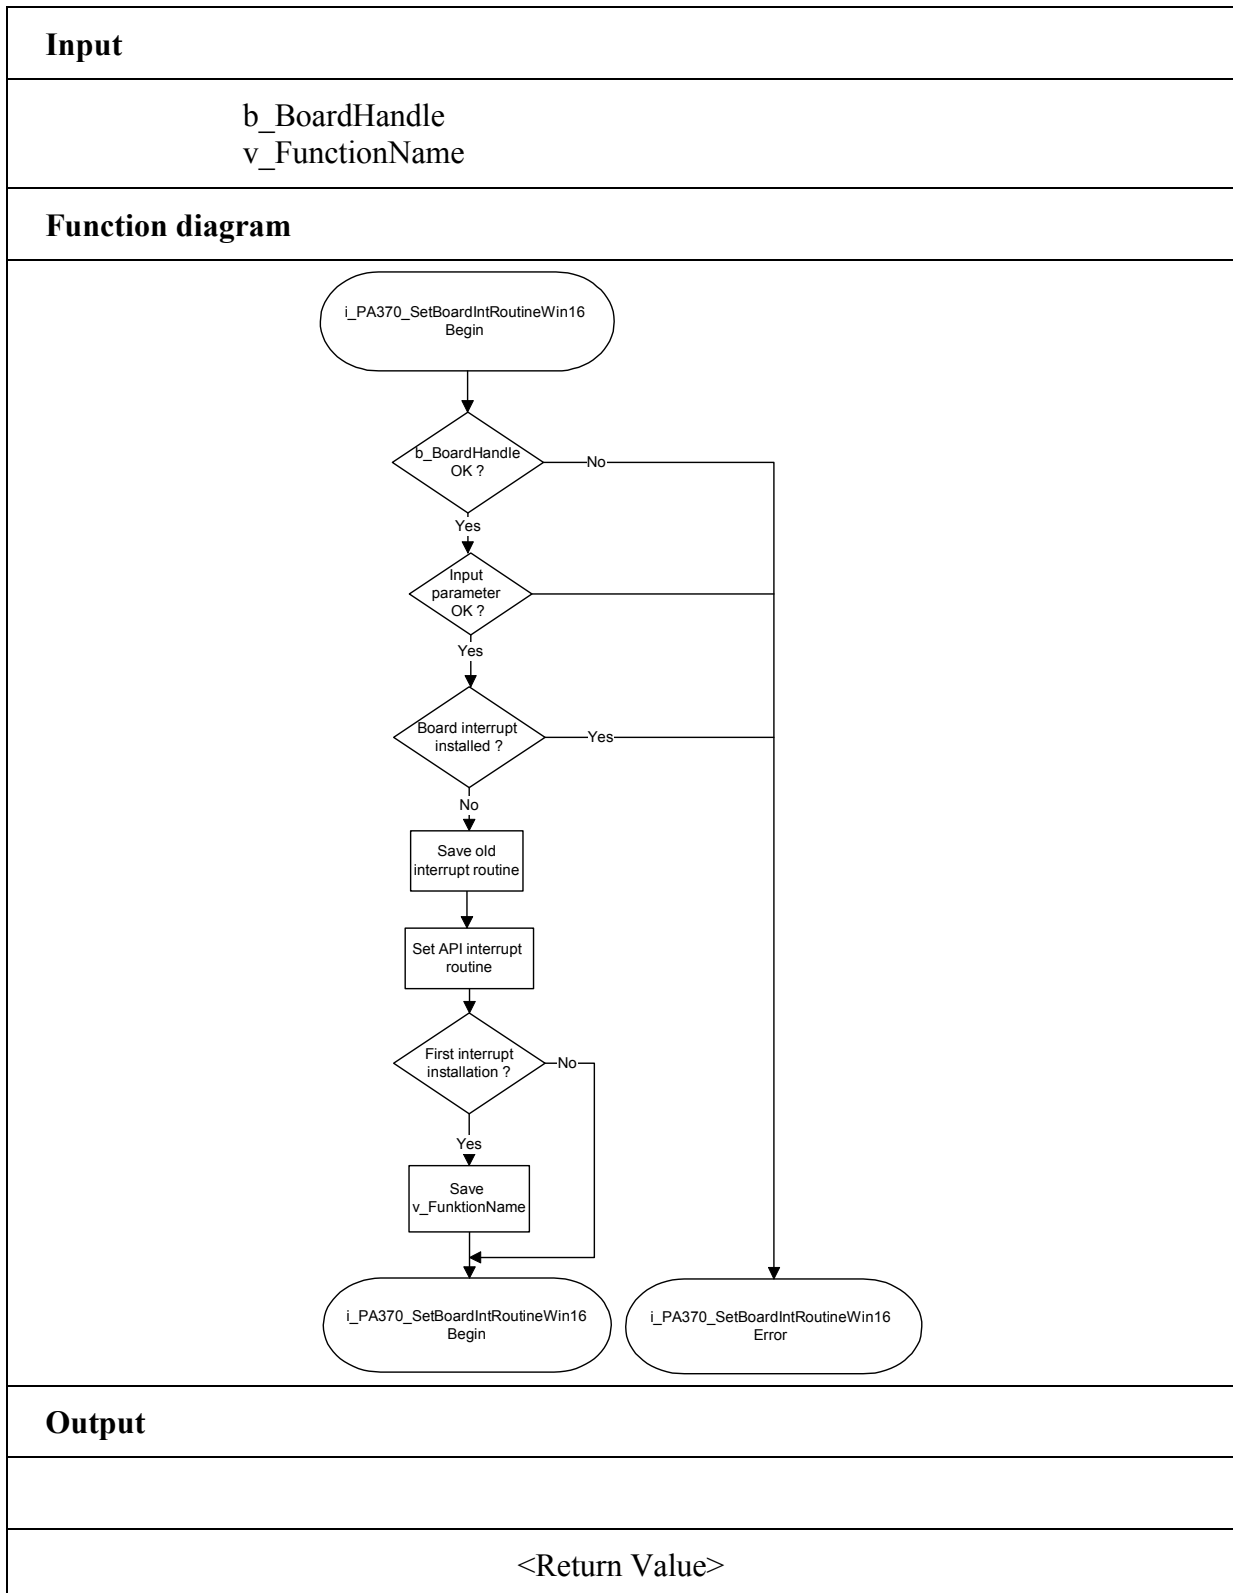 Input
b_BoardHandle
v_FunctionName
Function diagram
i_PA370_SetBoardIntRoutineWin16
Begin
b_BoardHandle
OK ?
No
Yes
Input
parameter
OK ?
Yes
Board interrupt
installed ?
Yes
No
Save old
interrupt routine
Set API interrupt
routine
First interrupt
installation ?
No
Yes
Save
v_FunktionName
i_PA370_SetBoardIntRoutineWin16
Begin
i_PA370_SetBoardIntRoutineWin16
Error
Output
<Return Value>